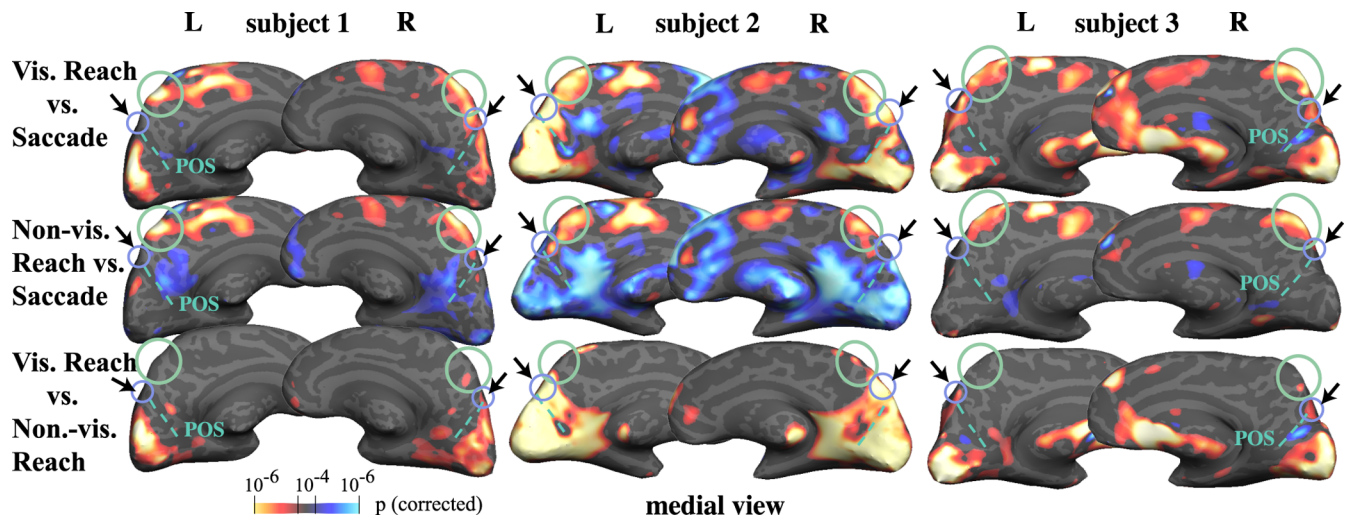 L subject 1 R L subject 2 R L subject 3 R
Vis. Reach
vs.
Saccade
POS
POS
Non-vis.
Reach vs.
Saccade
POS
POS
Vis. Reach
vs.
Non.-vis.
Reach
POS
POS
10-6 10-4 10-6
p (corrected)
medial view